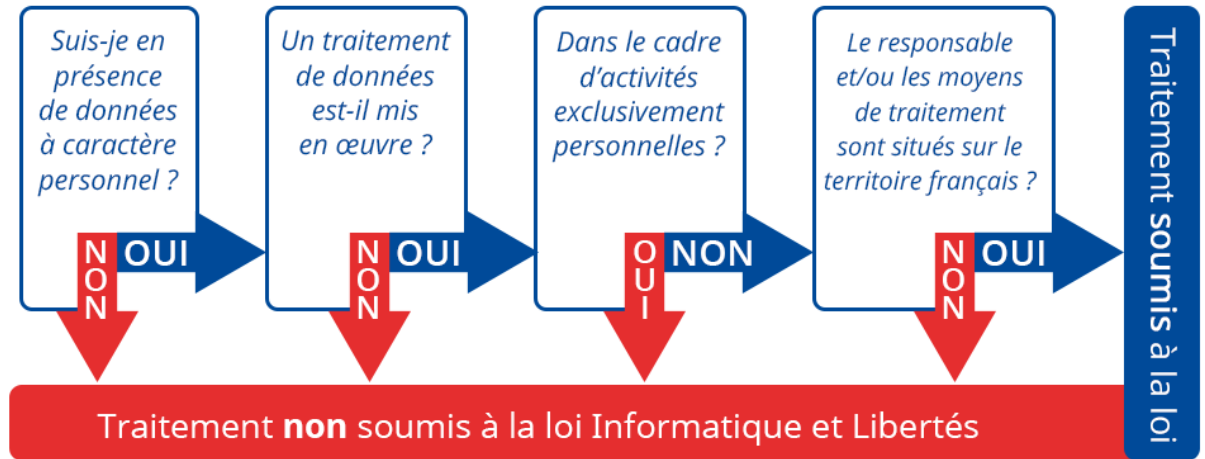 Suis-je en
présence
de données
à caractère
personnel ?
NON
OUI
Un traitement
de données
est-il mis
en œuvre ?
NON
OUI
Dans le cadre
d'activités
exclusivement
personnelles ?
OUI
NON
Le responsable
et/ou les moyens
de traitement
sont situés sur le
territoire français ?
NON
OUI
Traitement soumis à la loi
Traitement non soumis à la loi Informatique et Libertés